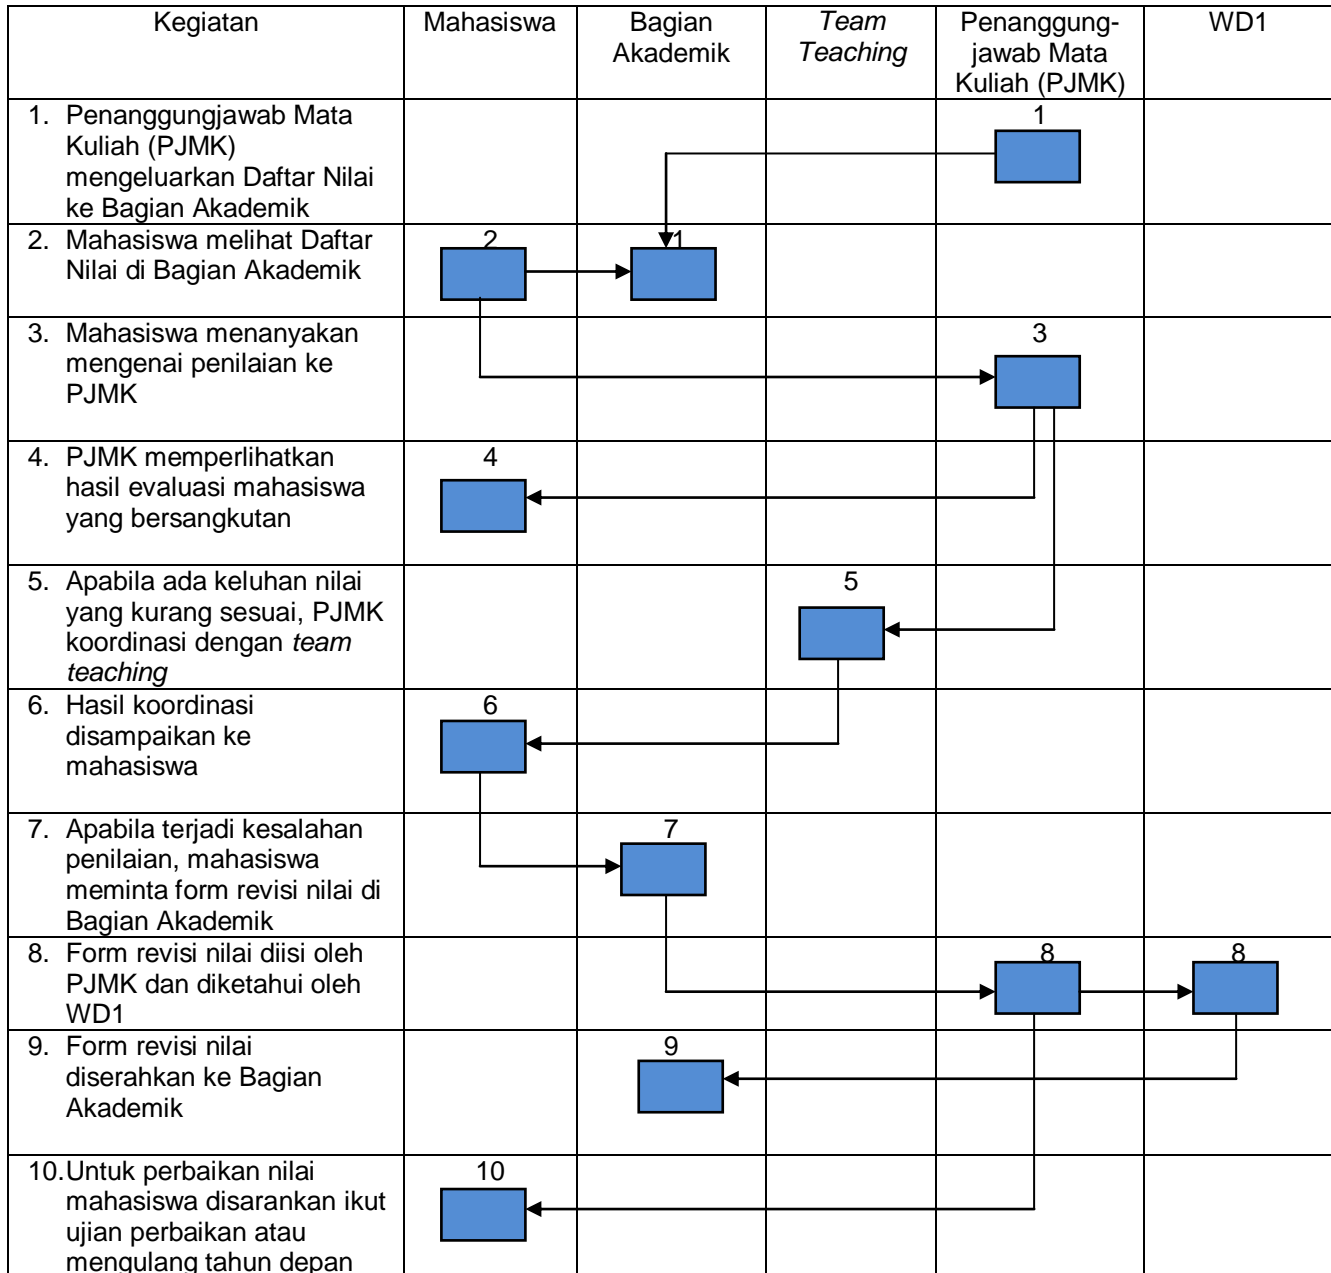 Kegiatan
Mahasiswa
Bagian
Akademik
Team
Teaching
Penanggung-
jawab Mata
Kuliah (PJMK)
WD1
1. Penanggungjawab Mata
Kuliah (PJMK)
mengeluarkan Daftar Nilai
ke Bagian Akademik
1
2. Mahasiswa melihat Daftar
Nilai di Bagian Akademik
2
1
3. Mahasiswa menanyakan
mengenai penilaian ke
PJMK
3
4. PJMK memperlihatkan
hasil evaluasi mahasiswa
yang bersangkutan
4
5. Apabila ada keluhan nilai
yang kurang sesuai, PJMK
koordinasi dengan team
teaching
5
6. Hasil koordinasi
disampaikan ke
mahasiswa
6
7. Apabila terjadi kesalahan
penilaian, mahasiswa
meminta form revisi nilai di
Bagian Akademik
7
8. Form revisi nilai diisi oleh
PJMK dan diketahui oleh
WD1
8
8
9. Form revisi nilai
diserahkan ke Bagian
Akademik
9
10.Untuk perbaikan nilai
mahasiswa disarankan ikut
ujian perbaikan atau
mengulang tahun depan
10